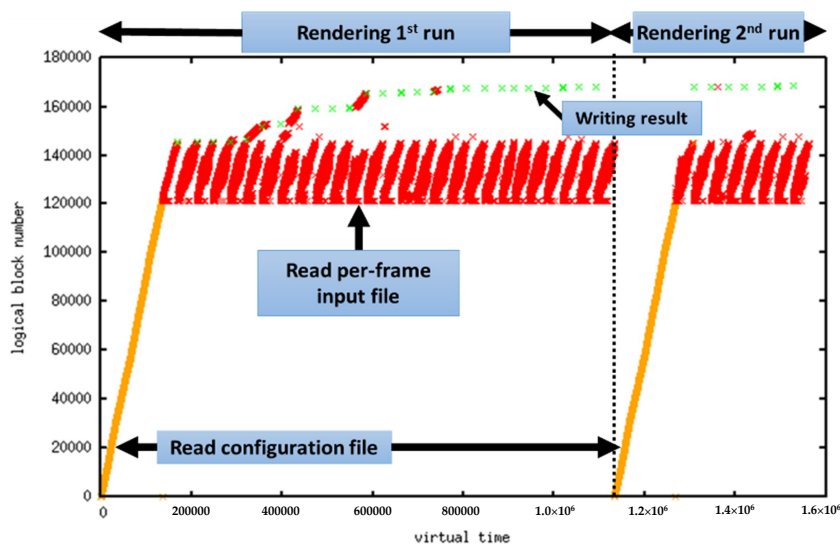 Rendering 1st run
Rendering 2nd run
180000
160000
140000
120000
100000
80000
60000
40000
20000
0
logical block number
Writing result
Read per-frame
input file
Read configuration file
0
200000
400000
600000
800000
1.0×10⁶
1.2×10⁶
1.4×10⁶
1.6×10⁶
virtual time